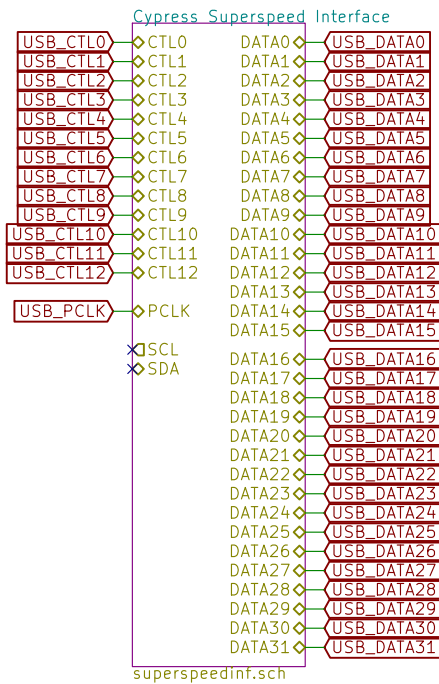 Cypress Superspeed Interface
USB_CTL0 CTL0 DATA0 USB_DATA0
USB_CTL1 CTL1 DATA1 USB_DATA1
USB_CTL2 CTL2 DATA2 USB_DATA2
USB_CTL3 CTL3 DATA3 USB_DATA3
USB_CTL4 CTL4 DATA4 USB_DATA4
USB_CTL5 CTL5 DATA5 USB_DATA5
USB_CTL6 CTL6 DATA6 USB_DATA6
USB_CTL7 CTL7 DATA7 USB_DATA7
USB_CTL8 CTL8 DATA8 USB_DATA8
USB_CTL9 CTL9 DATA9 USB_DATA9
USB_CTL10 CTL10 DATA10 USB_DATA10
USB_CTL11 CTL11 DATA11 USB_DATA11
USB_CTL12 CTL12 DATA12 USB_DATA12
DATA13 USB_DATA13
USB_PCLK PCLK DATA14 USB_DATA14
DATA15 USB_DATA15
SCL
DATA16 USB_DATA16
SDA
DATA17 USB_DATA17
DATA18 USB_DATA18
DATA19 USB_DATA19
DATA20 USB_DATA20
DATA21 USB_DATA21
DATA22 USB_DATA22
DATA23 USB_DATA23
DATA24 USB_DATA24
DATA25 USB_DATA25
DATA26 USB_DATA26
DATA27 USB_DATA27
DATA28 USB_DATA28
DATA29 USB_DATA29
DATA30 USB_DATA30
DATA31 USB_DATA31
superspeedinf.sch